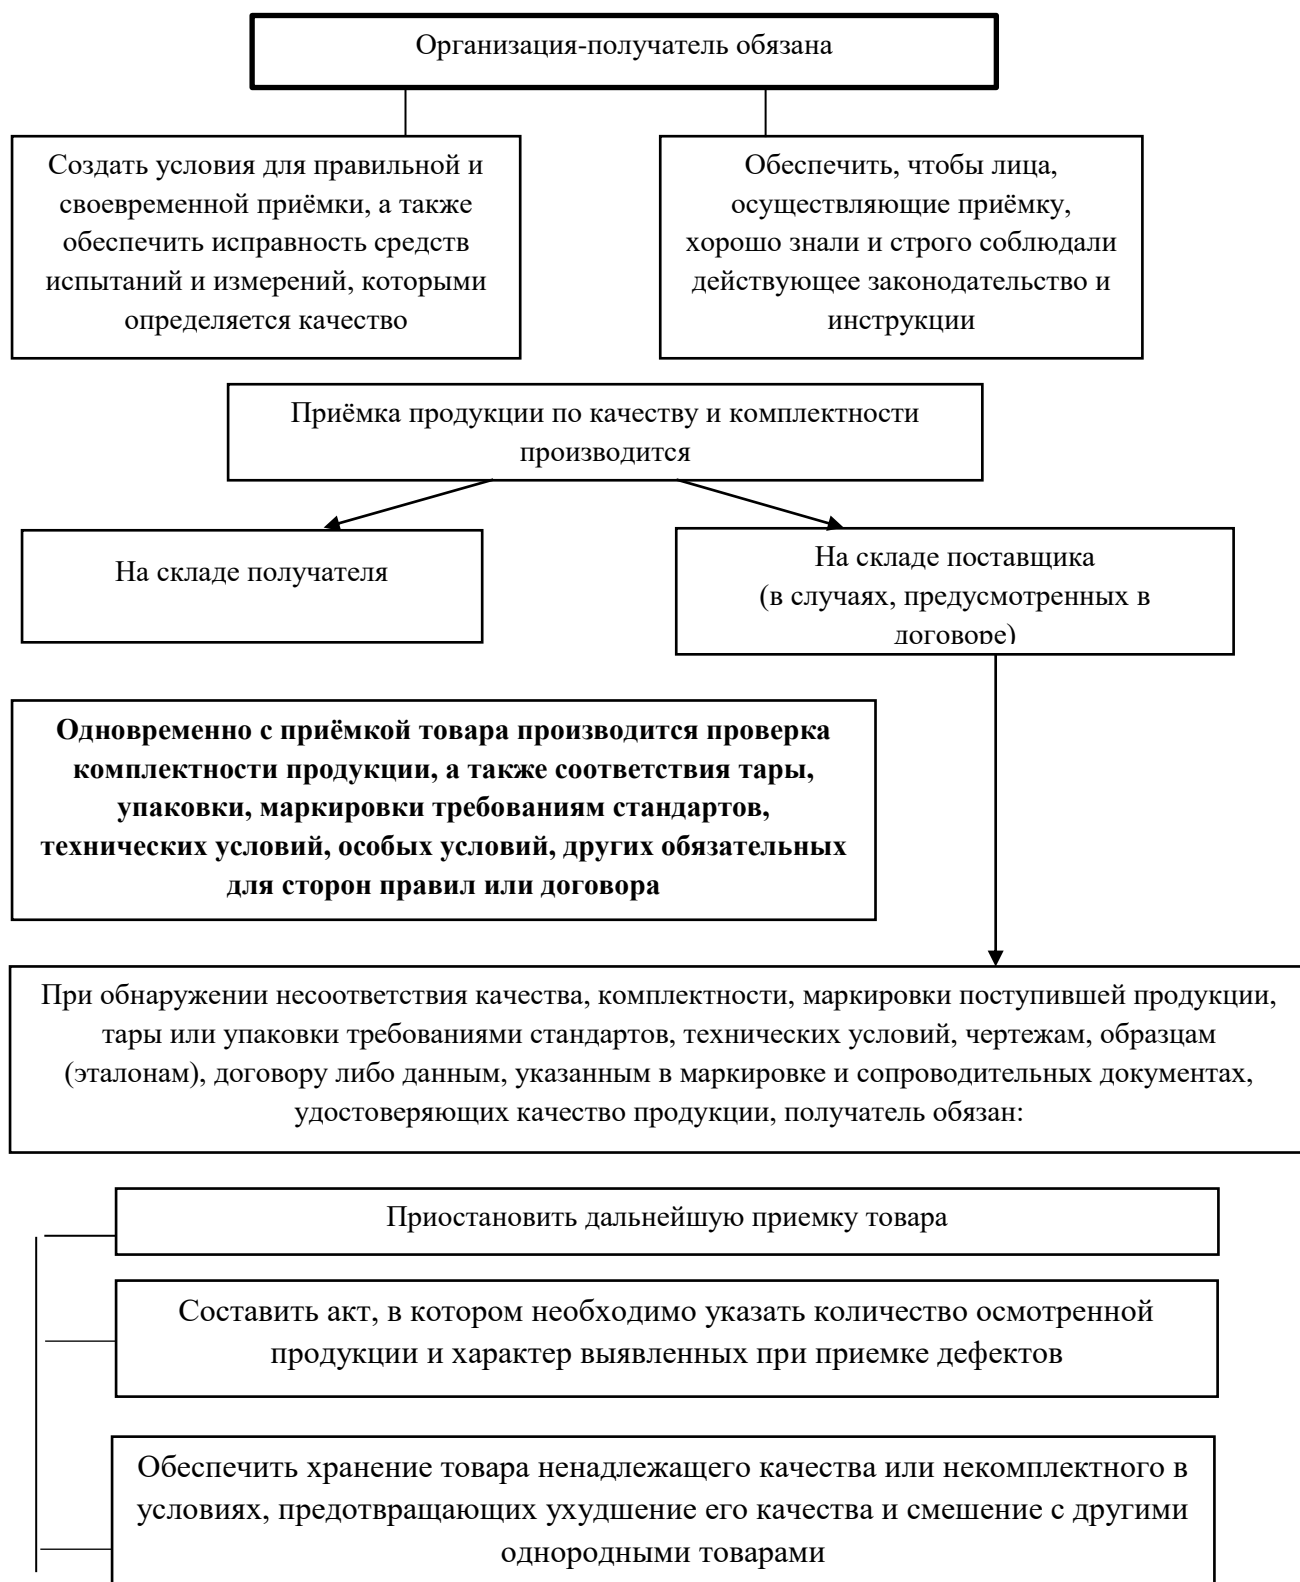 Организация-получатель обязана
Создать условия для правильной и
своевременной приёмки, а также
обеспечить исправность средств
испытаний и измерений, которыми
определяется качество
Обеспечить, чтобы лица,
осуществляющие приёмку,
хорошо знали и строго соблюдали
действующее законодательство и
инструкции
Приёмка продукции по качеству и комплектности
производится
На складе получателя
На складе поставщика
(в случаях, предусмотренных в
договоре)
Одновременно с приёмкой товара производится проверка
комплектности продукции, а также соответствия тары,
упаковки, маркировки требованиям стандартов,
технических условий, особых условий, других обязательных
для сторон правил или договора
При обнаружении несоответствия качества, комплектности, маркировки поступившей продукции,
тары или упаковки требованиями стандартов, технических условий, чертежам, образцам
(эталонам), договору либо данным, указанным в маркировке и сопроводительных документах,
удостоверяющих качество продукции, получатель обязан:
Приостановить дальнейшую приемку товара
Составить акт, в котором необходимо указать количество осмотренной
продукции и характер выявленных при приемке дефектов
Обеспечить хранение товара ненадлежащего качества или некомплектного в
условиях, предотвращающих ухудшение его качества и смешение с другими
однородными товарами